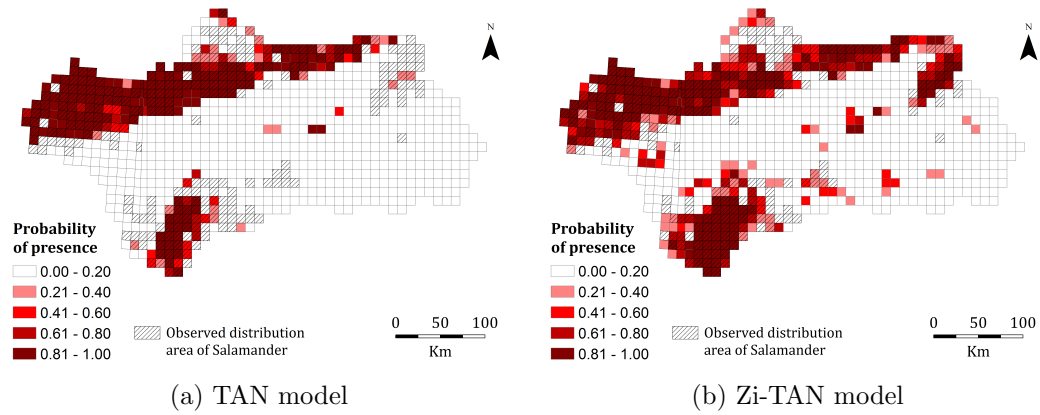 N
Probability
of presence
0.00 - 0.20
0.21 - 0.40
0.41 - 0.60
0.61 - 0.80
0.81 - 1.00
Observed distribution
area of Salamander
0 50 100
Km
(a) TAN model
N
Probability
of presence
0.00 - 0.20
0.21 - 0.40
0.41 - 0.60
0.61 - 0.80
0.81 - 1.00
Observed distribution
area of Salamander
0 50 100
Km
(b) Zi-TAN model